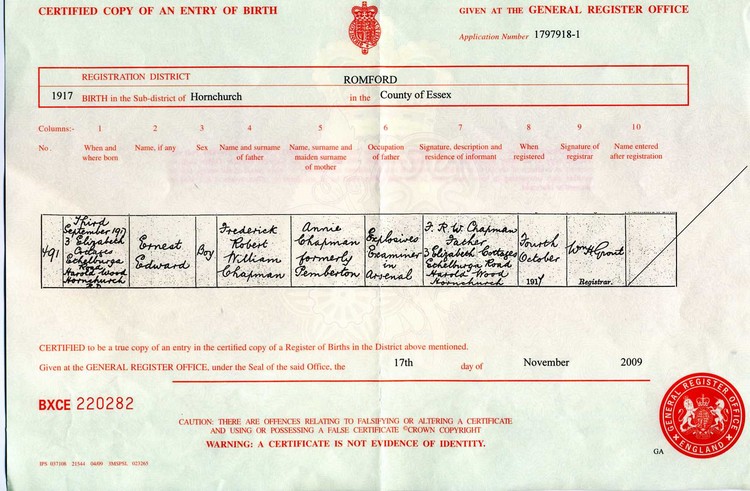 CERTIFIED COPY OF AN ENTRY OF BIRTH
GIVEN AT THE GENERAL REGISTER OFFICE
Application Number 1797918-1
REGISTRATION DISTRICT ROMFORD
1917 BIRTH in the Sub-district of Hornchurch in the County of Essex
Columns:- 1 2 3 4 5 6 7 8 9 10
No. When and where born
Name, if any
Sex
Name and surname of father
Name, surname and maiden surname of mother
Occupation of father
Signature, description and residence of informant
When registered
Signature of registrar
Name entered after registration
491
Third
September 1917
3 Elizabeth
Cottages
Ethelburga
Road
Harold Wood
Hornchurch
Ernest
Edward
Boy
Frederick
Robert
William
Chapman
Annie
Chapman
formerly
Pemberton
Explosives
Examiner
in
Arsenal
F. R. W. Chapman
Father
3 Elizabeth Cottages
Ethelburga Road
Harold Wood
Hornchurch
Fourth
October
1917
Wm H Grout
Registrar.
CERTIFIED to be a true copy of an entry in the certified copy of a Register of Births in the District above mentioned.
Given at the GENERAL REGISTER OFFICE, under the Seal of the said Office, the 17th day of November 2009
BXCE 220282
CAUTION: THERE ARE OFFENCES RELATING TO FALSIFYING OR ALTERING A CERTIFICATE
AND USING OR POSSESSING A FALSE CERTIFICATE ©CROWN COPYRIGHT
WARNING: A CERTIFICATE IS NOT EVIDENCE OF IDENTITY.
GENERAL REGISTER OFFICE
ENGLAND
GA
IPS 037108 21544 04/09 3MSPSL 023265